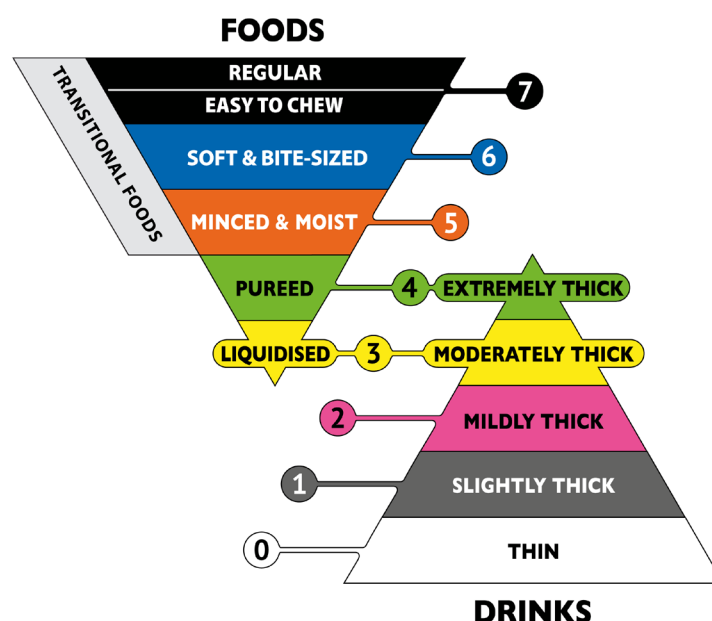 FOODS
REGULAR
EASY TO CHEW
7
TRANSITIONAL FOODS
SOFT & BITE-SIZED
6
MINCED & MOIST
5
PUREED
4
EXTREMELY THICK
LIQUIDISED
3
MODERATELY THICK
2
MILDLY THICK
1
SLIGHTLY THICK
0
THIN
DRINKS